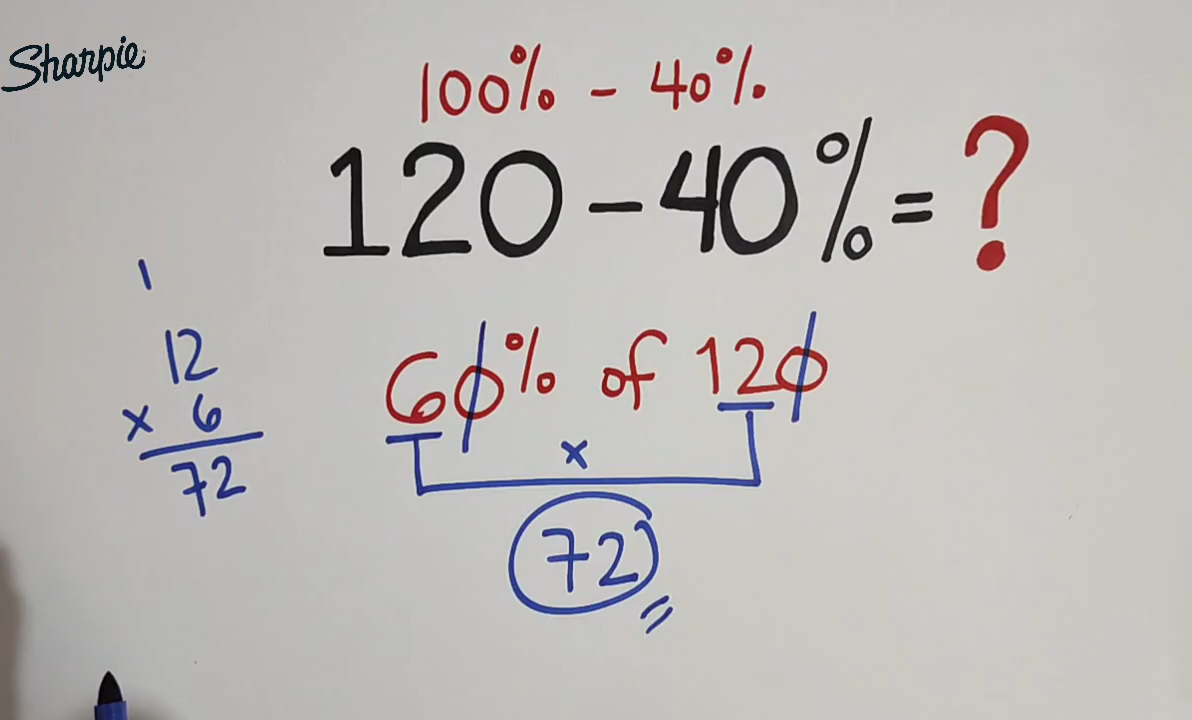 Sharpie
100% - 40%
120 - 40% = ?
1
12
x 6
72
60% of 120
x
72